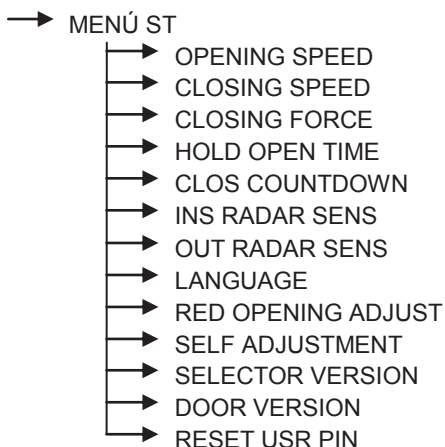 MENÚ ST
OPENING SPEED
CLOSING SPEED
CLOSING FORCE
HOLD OPEN TIME
CLOS COUNTDOWN
INS RADAR SENS
OUT RADAR SENS
LANGUAGE
RED OPENING ADJUST
SELF ADJUSTMENT
SELECTOR VERSION
DOOR VERSION
RESET USR PIN